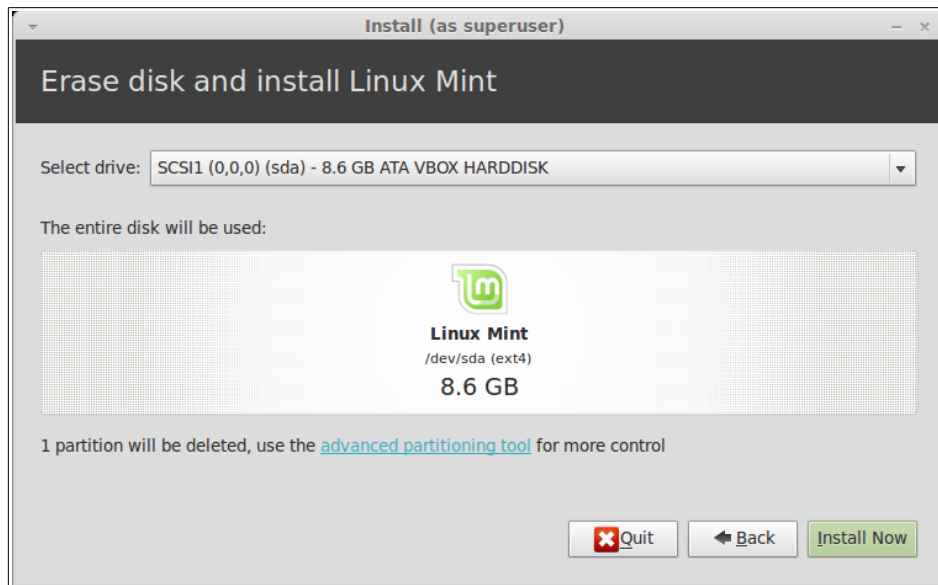 Install (as superuser)
Erase disk and install Linux Mint
Select drive: SCSI1 (0,0,0) (sda) - 8.6 GB ATA VBOX HARDDISK
The entire disk will be used:
lm
Linux Mint
/dev/sda (ext4)
8.6 GB
1 partition will be deleted, use the advanced partitioning tool for more control
Quit Back Install Now